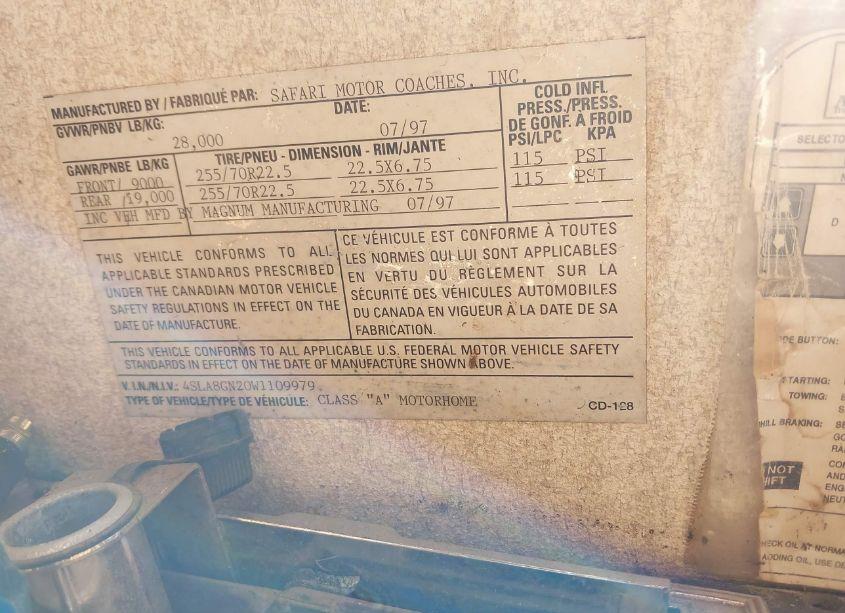 MANUFACTURED BY / FABRIQUÉ PAR: SAFARI MOTOR COACHES, INC.
GVWR/PNBV LB/KG: 28,000
DATE: 07/97
COLD INFL. PRESS./PRESS.
DE GONF. À FROID
PSI/LPC KPA
GAWR/PNBE LB/KG
TIRE/PNEU - DIMENSION - RIM/JANTE
FRONT/ 9000 255/70R22.5 22.5X6.75 115 PSI
REAR /19,000 255/70R22.5 22.5X6.75 115 PSI
INC VEH MFD BY MAGNUM MANUFACTURING 07/97
THIS VEHICLE CONFORMS TO ALL
APPLICABLE STANDARDS PRESCRIBED
UNDER THE CANADIAN MOTOR VEHICLE
SAFETY REGULATIONS IN EFFECT ON THE
DATE OF MANUFACTURE.
CE VÉHICULE EST CONFORME À TOUTES
LES NORMES QUI LUI SONT APPLICABLES
EN VERTU DU RÈGLEMENT SUR LA
SÉCURITÉ DES VÉHICULES AUTOMOBILES
DU CANADA EN VIGUEUR À LA DATE DE SA
FABRICATION.
THIS VEHICLE CONFORMS TO ALL APPLICABLE U.S. FEDERAL MOTOR VEHICLE SAFETY
STANDARDS IN EFFECT ON THE DATE OF MANUFACTURE SHOWN ABOVE.
V.I.N./N.I.V.: 4SLA8GN20W1109979
TYPE OF VEHICLE/TYPE DE VÉHICULE: CLASS "A" MOTORHOME
CD-128
D
BUTTON:
STARTING:
TOWING:
BRAKING:
NOT